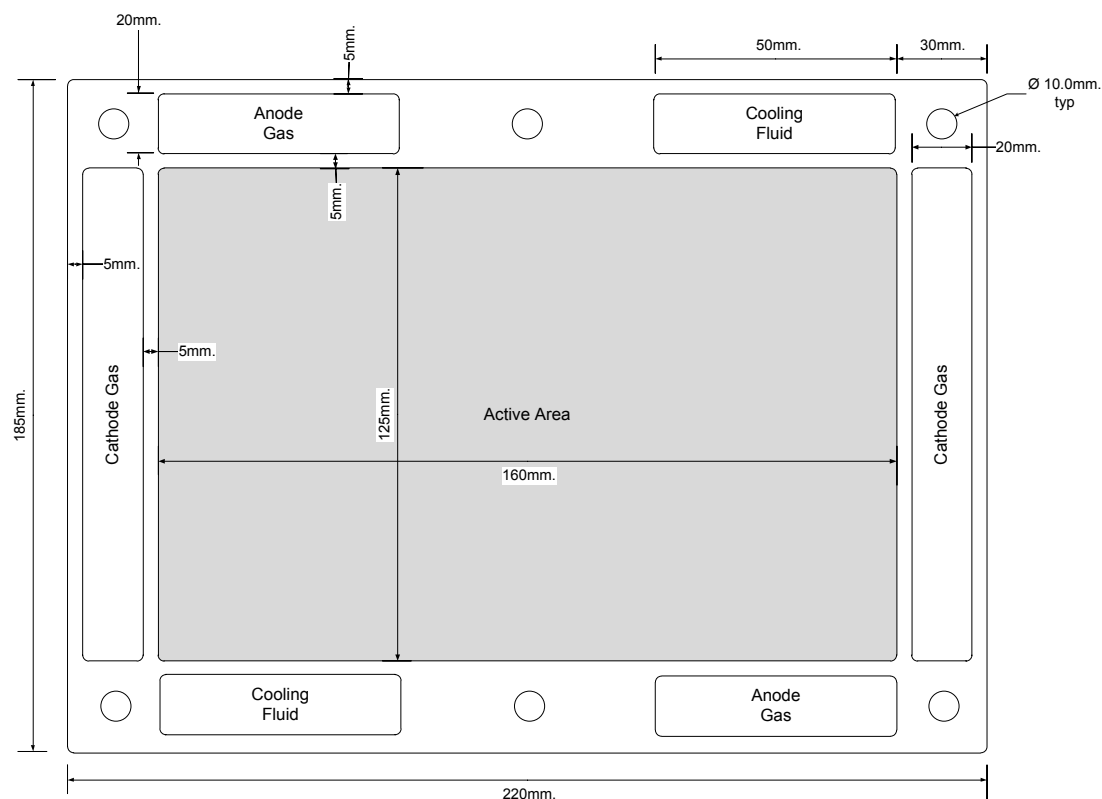 20mm.
5mm.
50mm.
30mm.
Ø 10.0mm.
typ
Anode
Gas
Cooling
Fluid
20mm.
5mm.
5mm.
5mm.
185mm.
Cathode Gas
125mm.
Active Area
Cathode Gas
160mm.
Cooling
Fluid
Anode
Gas
220mm.